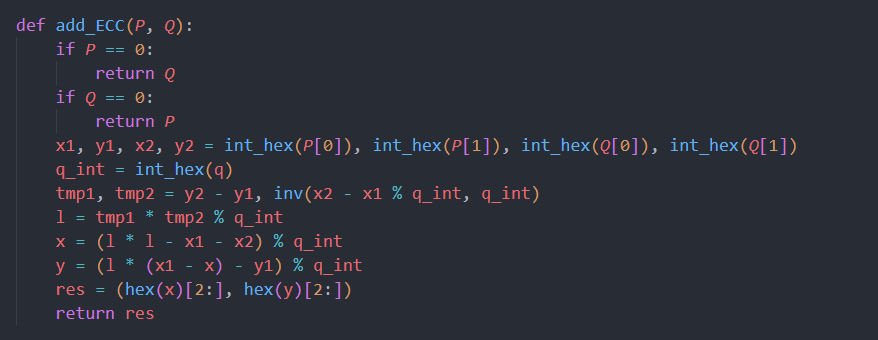 def add_ECC(P, Q):
    if P == 0:
        return Q
    if Q == 0:
        return P
    x1, y1, x2, y2 = int_hex(P[0]), int_hex(P[1]), int_hex(Q[0]), int_hex(Q[1])
    q_int = int_hex(q)
    tmp1, tmp2 = y2 - y1, inv(x2 - x1 % q_int, q_int)
    l = tmp1 * tmp2 % q_int
    x = (l * l - x1 - x2) % q_int
    y = (l * (x1 - x) - y1) % q_int
    res = (hex(x)[2:], hex(y)[2:])
    return res